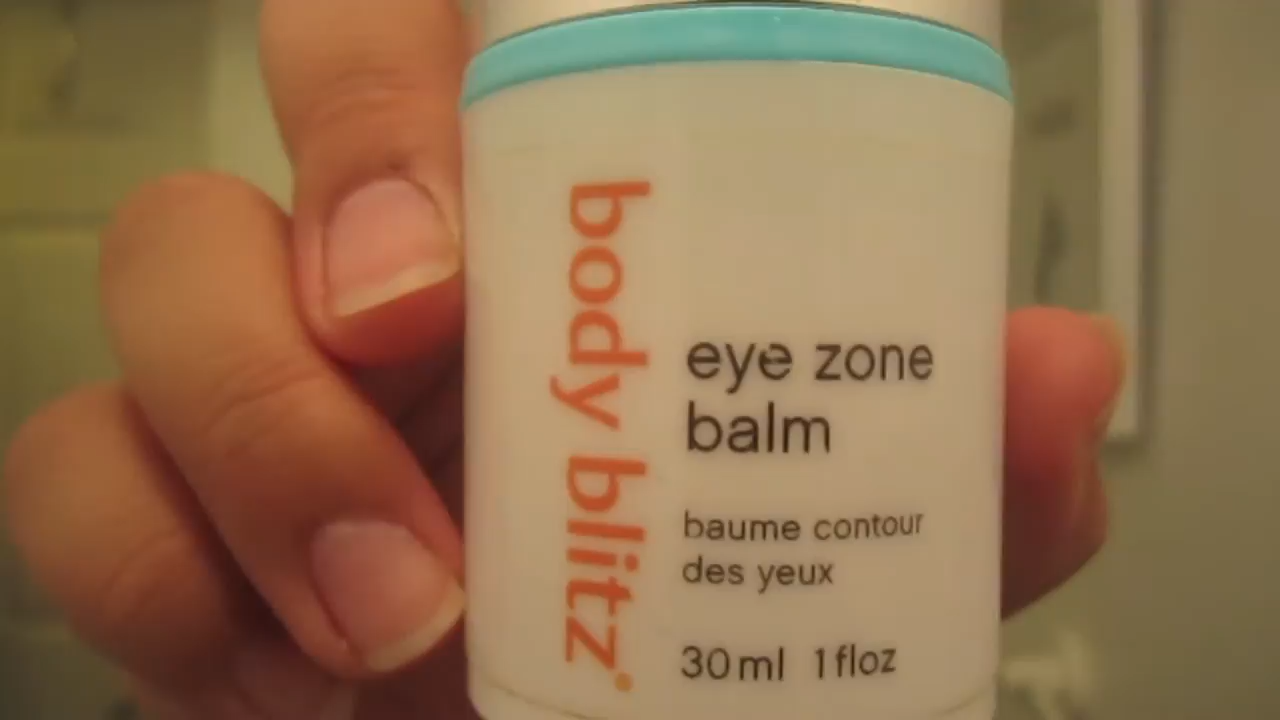 body blitz
eye zone
balm
baume contour
des yeux
30ml 1floz